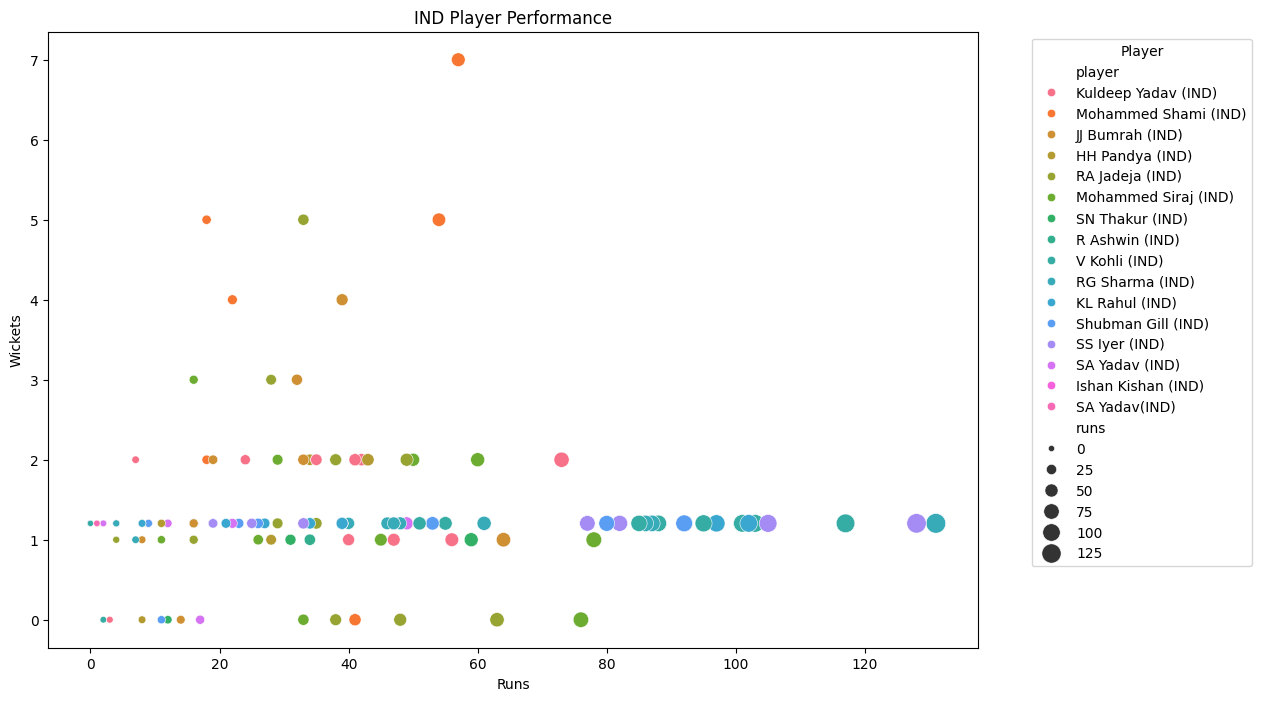 IND Player Performance
7
6
5
4
3
2
1
0
Wickets
0 20 40 60 80 100 120
Runs
Player
player
Kuldeep Yadav (IND)
Mohammed Shami (IND)
JJ Bumrah (IND)
HH Pandya (IND)
RA Jadeja (IND)
Mohammed Siraj (IND)
SN Thakur (IND)
R Ashwin (IND)
V Kohli (IND)
RG Sharma (IND)
KL Rahul (IND)
Shubman Gill (IND)
SS Iyer (IND)
SA Yadav (IND)
Ishan Kishan (IND)
SA Yadav(IND)
runs
0
25
50
75
100
125